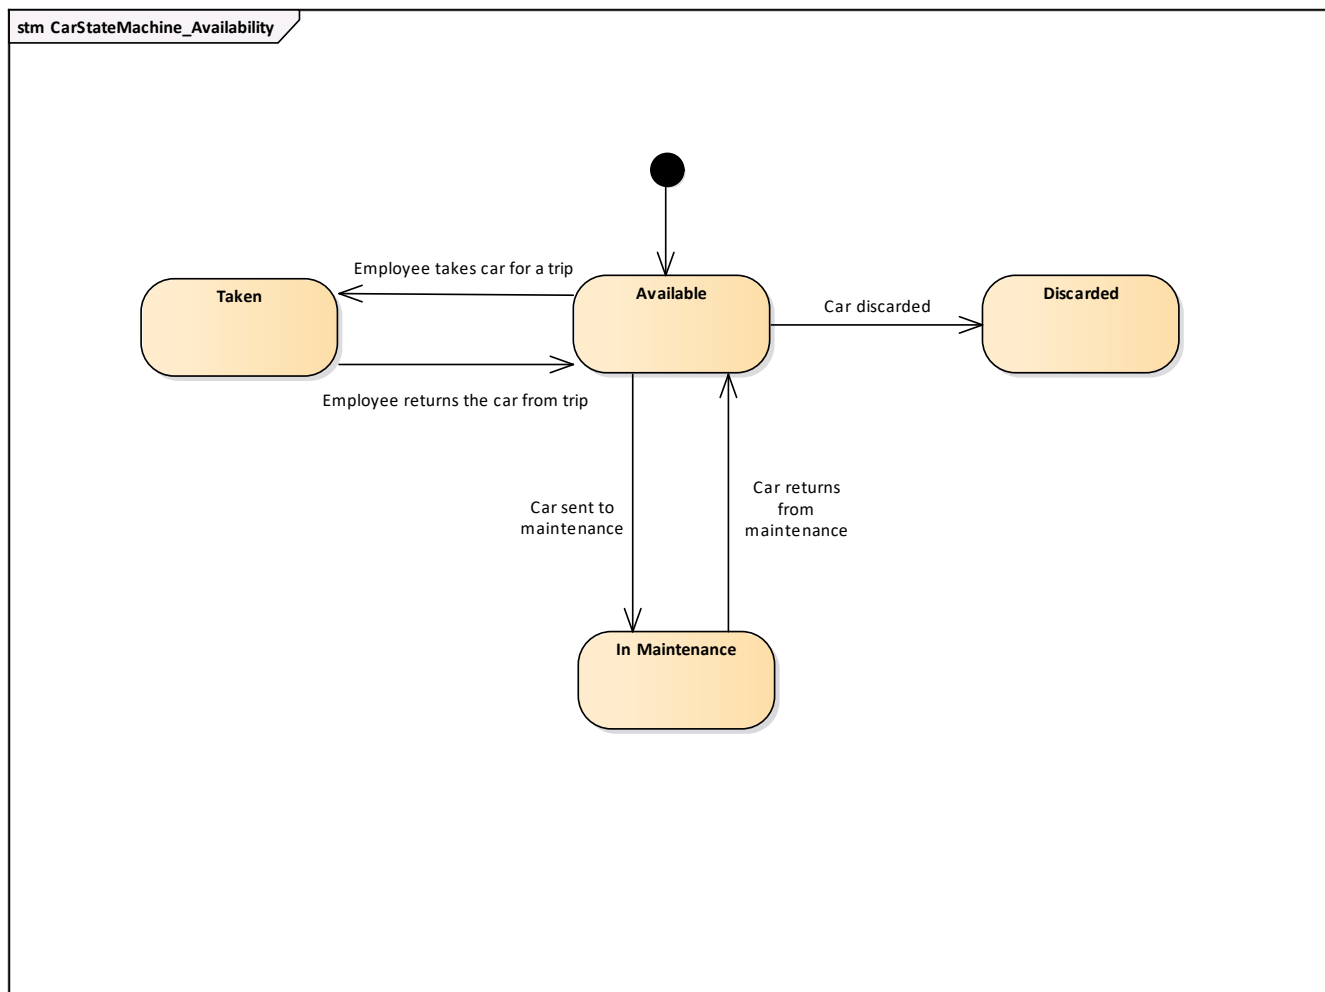 stm CarStateMachine_Availability
Employee takes car for a trip
Taken
Available
Discarded
Car discarded
Employee returns the car from trip
Car sent to
maintenance
Car returns
from
maintenance
In Maintenance